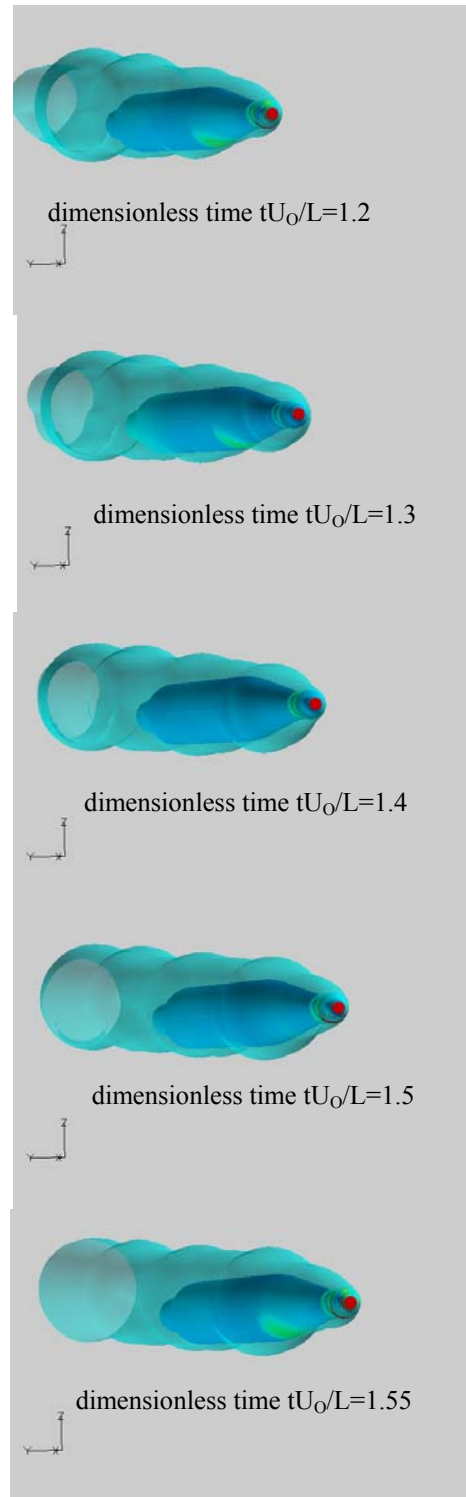 dimensionless time tU₀/L=1.2
Z
Y X
dimensionless time tU₀/L=1.3
Z
Y X
dimensionless time tU₀/L=1.4
Z
Y X
dimensionless time tU₀/L=1.5
Z
Y X
dimensionless time tU₀/L=1.55
Z
Y X